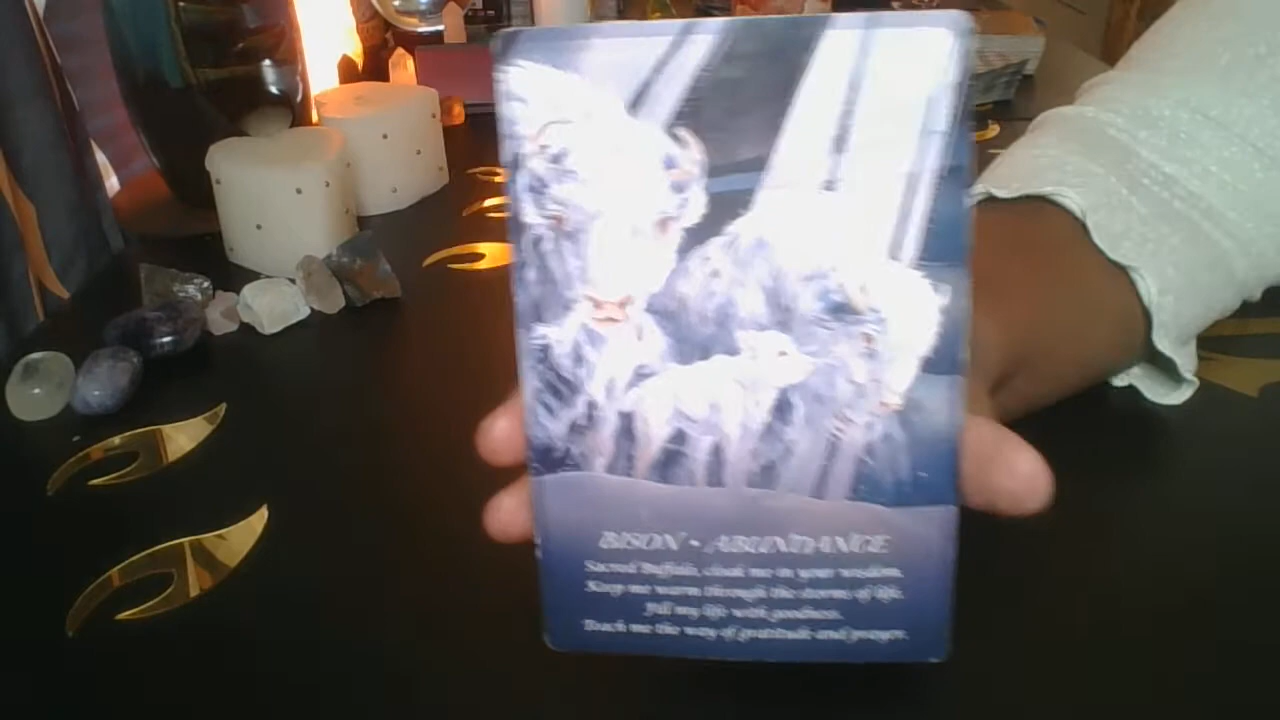 BISON • ABUNDANCE
Sacred Buffalo, cloak me in your wisdom.
Keep me warm through the storms of life.
Fill my life with goodness.
Teach me the way of gratitude and prayer.